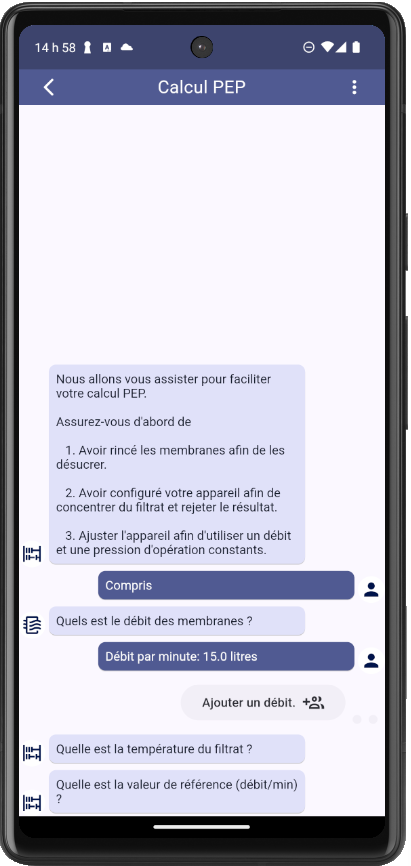 14 h 58
Calcul PEP
Nous allons vous assister pour faciliter
votre calcul PEP.
Assurez-vous d'abord de
1. Avoir rincé les membranes afin de les
désucrer.
2. Avoir configuré votre appareil afin de
concentrer du filtrat et rejeter le résultat.
3. Ajuster l'appareil afin d'utiliser un débit
et une pression d'opération constants.
Compris
Quels est le débit des membranes ?
Débit par minute: 15.0 litres
Ajouter un débit.
Quelle est la température du filtrat ?
Quelle est la valeur de référence (débit/min)
?